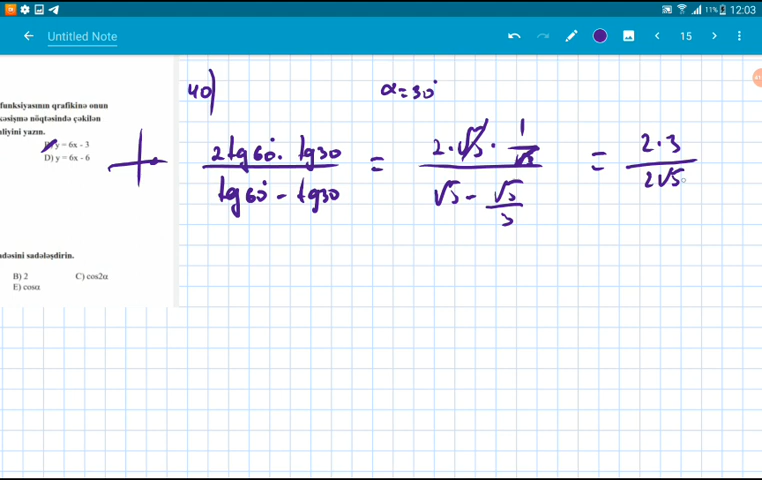 11% 12:03
Untitled Note
15
funksiyasının qrafikinə onun
kəsişmə nöqtəsində çəkilən
liyini yazın.
B) y = 6x - 3
D) y = 6x - 6
40) α=30°
2tg60°·tg30 / tg60° - tg30 = 2·√3·1/√3 / √3 - √3/3 = 2·3 / 2√3
dəsini sadələşdirin.
B) 2 C) cos2α
E) cosα